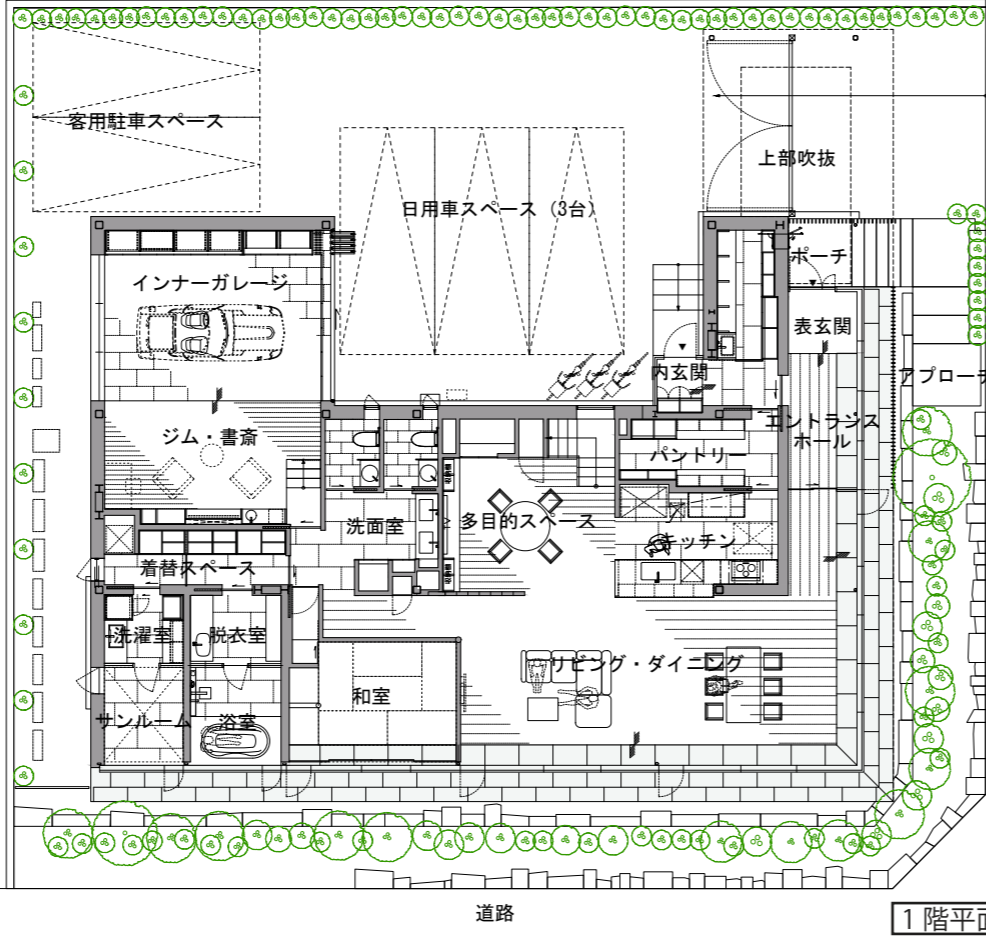 客用駐車スペース
上部吹抜
日用車スペース（3台）
ポーチ
インナーガレージ
表玄関
内玄関
アプローチ
エントランス
ホール
ジム・書斎
パントリー
洗面室
多目的スペース
キッチン
着替スペース
洗濯室
脱衣室
リビング・ダイニング
和室
サンルーム
浴室
道路
1階平面